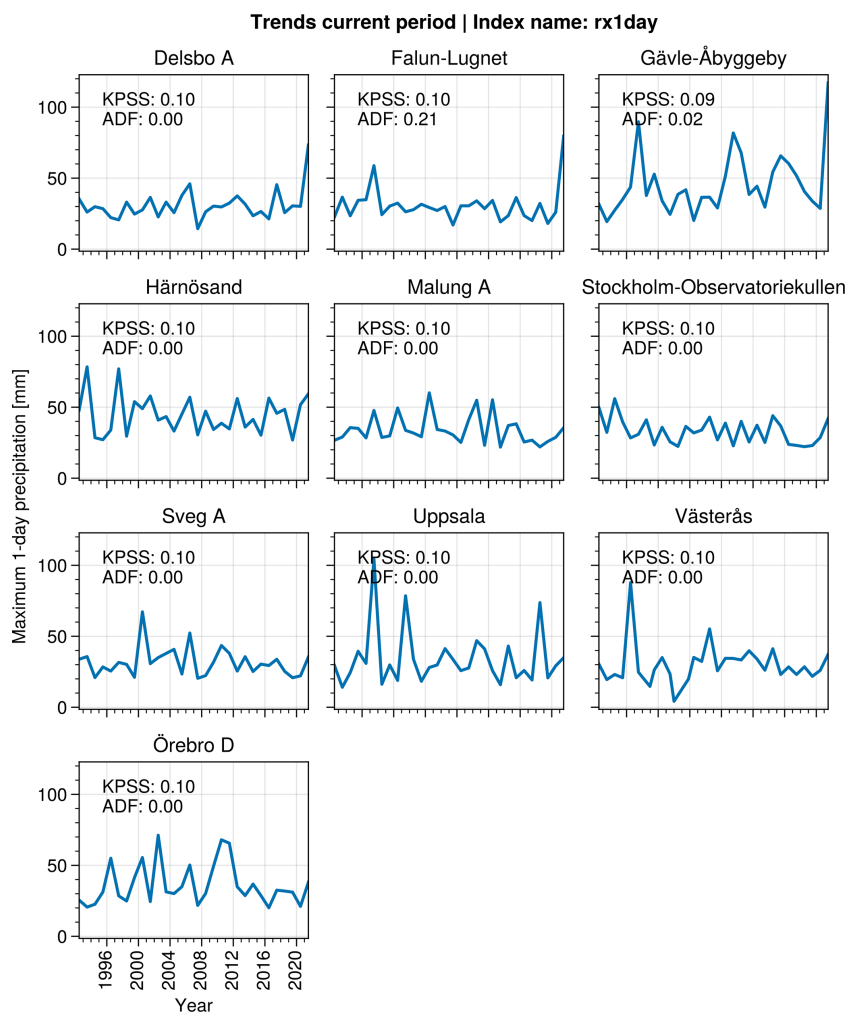 Trends current period | Index name: rx1day
Delsbo A
Falun-Lugnet
Gävle-Åbyggeby
100
50
0
KPSS: 0.10
ADF: 0.00
KPSS: 0.10
ADF: 0.21
KPSS: 0.09
ADF: 0.02
Härnösand
Malung A
Stockholm-Observatoriekullen
100
50
0
KPSS: 0.10
ADF: 0.00
KPSS: 0.10
ADF: 0.00
KPSS: 0.10
ADF: 0.00
Maximum 1-day precipitation [mm]
Sveg A
Uppsala
Västerås
100
50
0
KPSS: 0.10
ADF: 0.00
KPSS: 0.10
ADF: 0.00
KPSS: 0.10
ADF: 0.00
Örebro D
100
50
0
KPSS: 0.10
ADF: 0.00
1996
2000
2004
2008
2012
2016
2020
Year